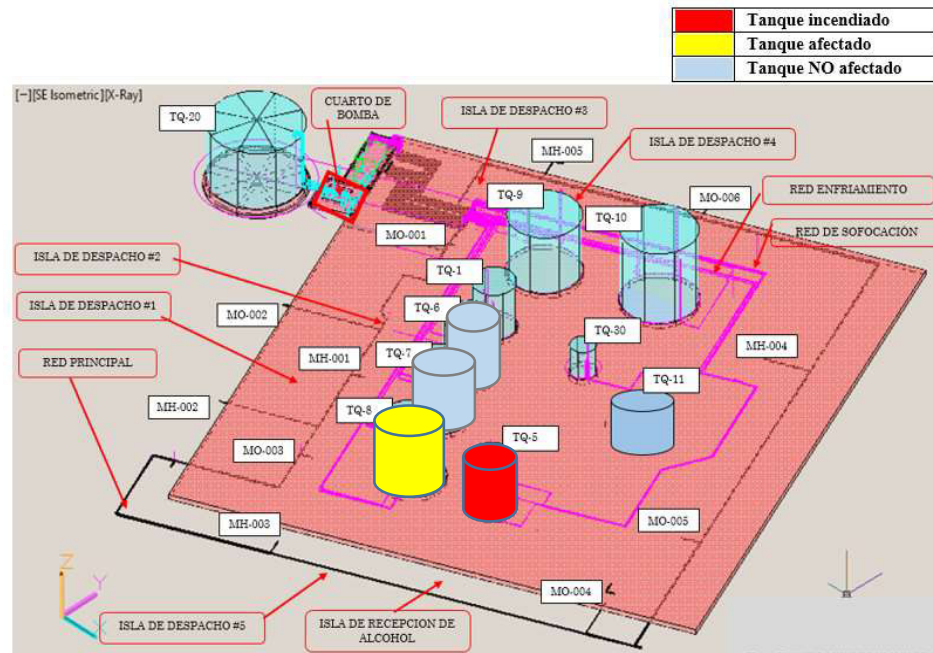 Tanque incendiado
Tanque afectado
Tanque NO afectado
[−][SE Isometric][X-Ray]
TQ-20
CUARTO DE
BOMBA
ISLA DE DESPACHO #3
MH-005
ISLA DE DESPACHO #4
RED ENFRIAMIENTO
TQ-9
MO-006
TQ-10
RED DE SOFOCACIÓN
MO-001
ISLA DE DESPACHO #2
TQ-1
ISLA DE DESPACHO #1
TQ-6
MO-002
RED PRINCIPAL
MH-001
TQ-7
TQ-30
MH-004
TQ-11
MH-002
TQ-8
MO-003
TQ-5
MH-003
MO-005
MO-004
Z
Y
X
ISLA DE DESPACHO #5
ISLA DE RECEPCION DE
ALCOHOL